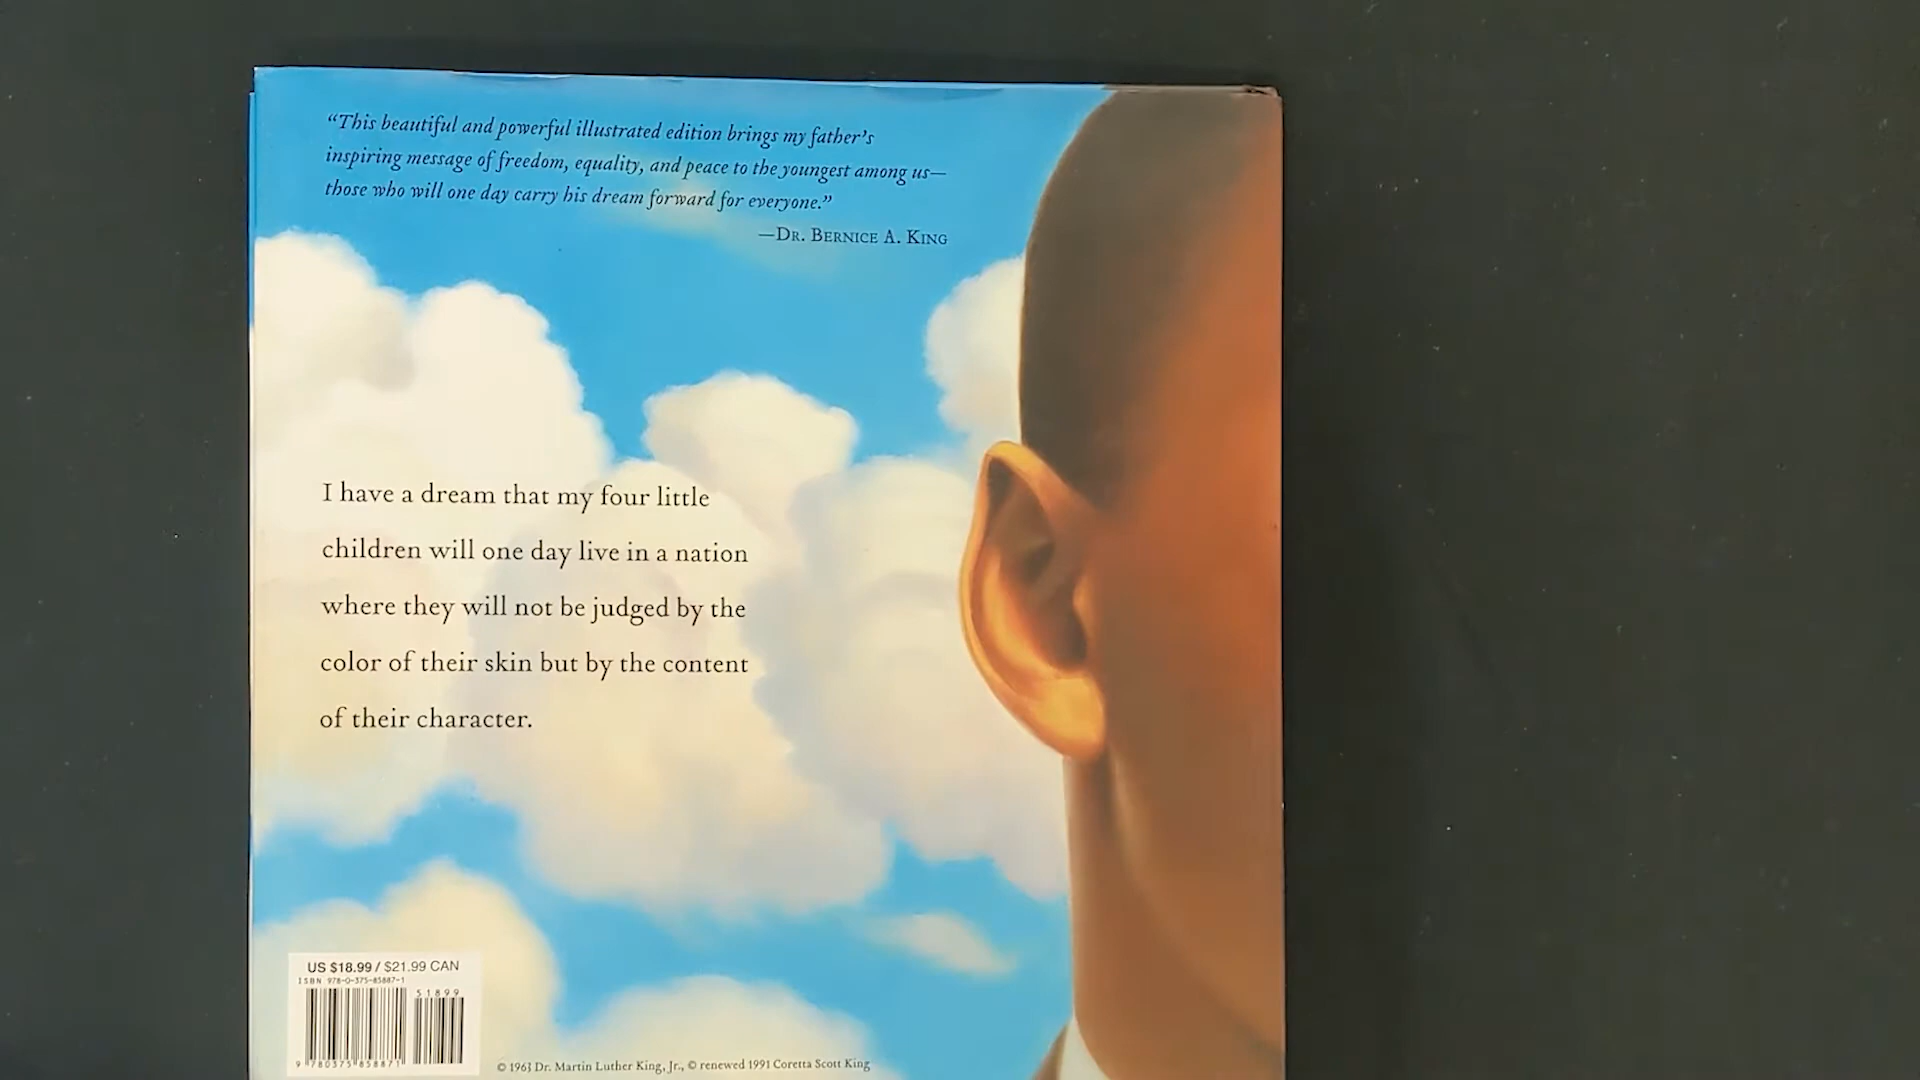 “This beautiful and powerful illustrated edition brings my father’s
inspiring message of freedom, equality, and peace to the youngest among us—
those who will one day carry his dream forward for everyone.”
—Dr. Bernice A. King
I have a dream that my four little
children will one day live in a nation
where they will not be judged by the
color of their skin but by the content
of their character.
US $18.99 / $21.99 CAN
ISBN 978-0-375-85887-1
51899
9 780375 858871
© 1963 Dr. Martin Luther King, Jr., © renewed 1991 Coretta Scott King